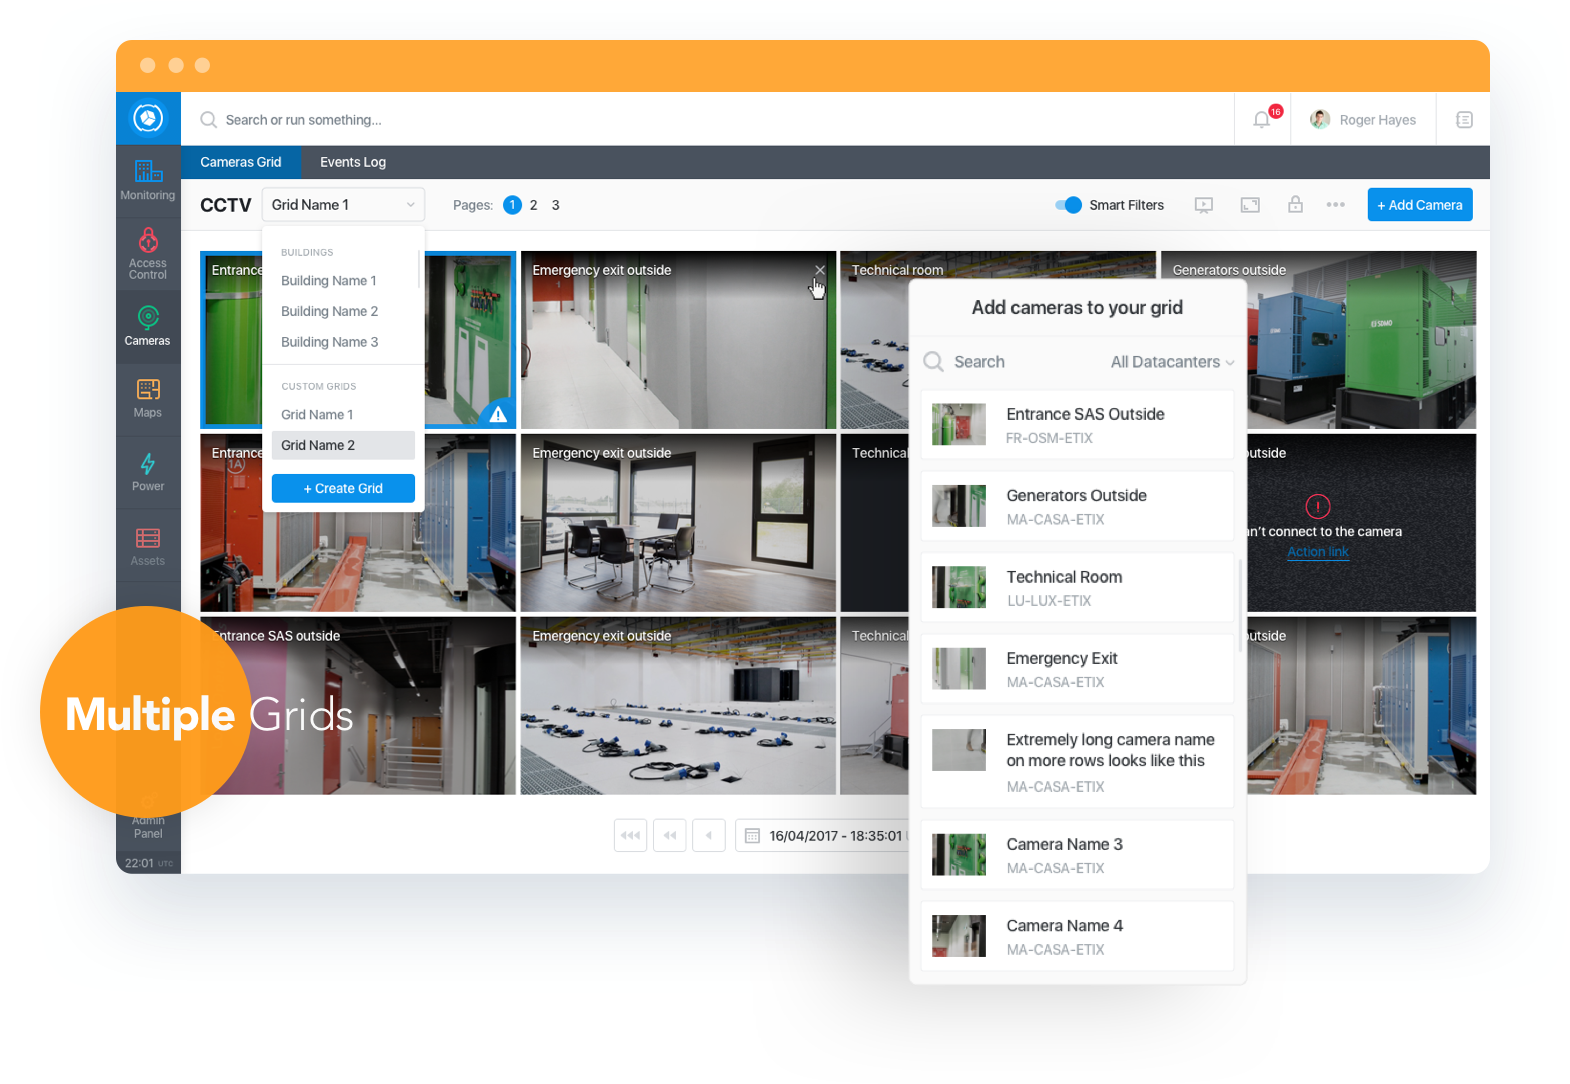 Search or run something...
16
Roger Hayes
Cameras Grid
Events Log
CCTV
Grid Name 1
Pages:
1
2
3
Smart Filters
+ Add Camera
Monitoring
Access
Control
Cameras
Maps
Power
Assets
Admin
Panel
22:01 UTC
BUILDINGS
Building Name 1
Building Name 2
Building Name 3
CUSTOM GRIDS
Grid Name 1
Grid Name 2
+ Create Grid
Entrance
Emergency exit outside
Technical room
Generators outside
SDMO
Entrance
1A
Emergency exit outside
Technical
utside
n't connect to the camera
Action link
Entrance SAS outside
Emergency exit outside
Technical
utside
Multiple Grids
16/04/2017 - 18:35:01
Add cameras to your grid
Search
All Datacanters
Entrance SAS Outside
FR-OSM-ETIX
Generators Outside
MA-CASA-ETIX
Technical Room
LU-LUX-ETIX
Emergency Exit
MA-CASA-ETIX
Extremely long camera name
on more rows looks like this
MA-CASA-ETIX
Camera Name 3
MA-CASA-ETIX
Camera Name 4
MA-CASA-ETIX